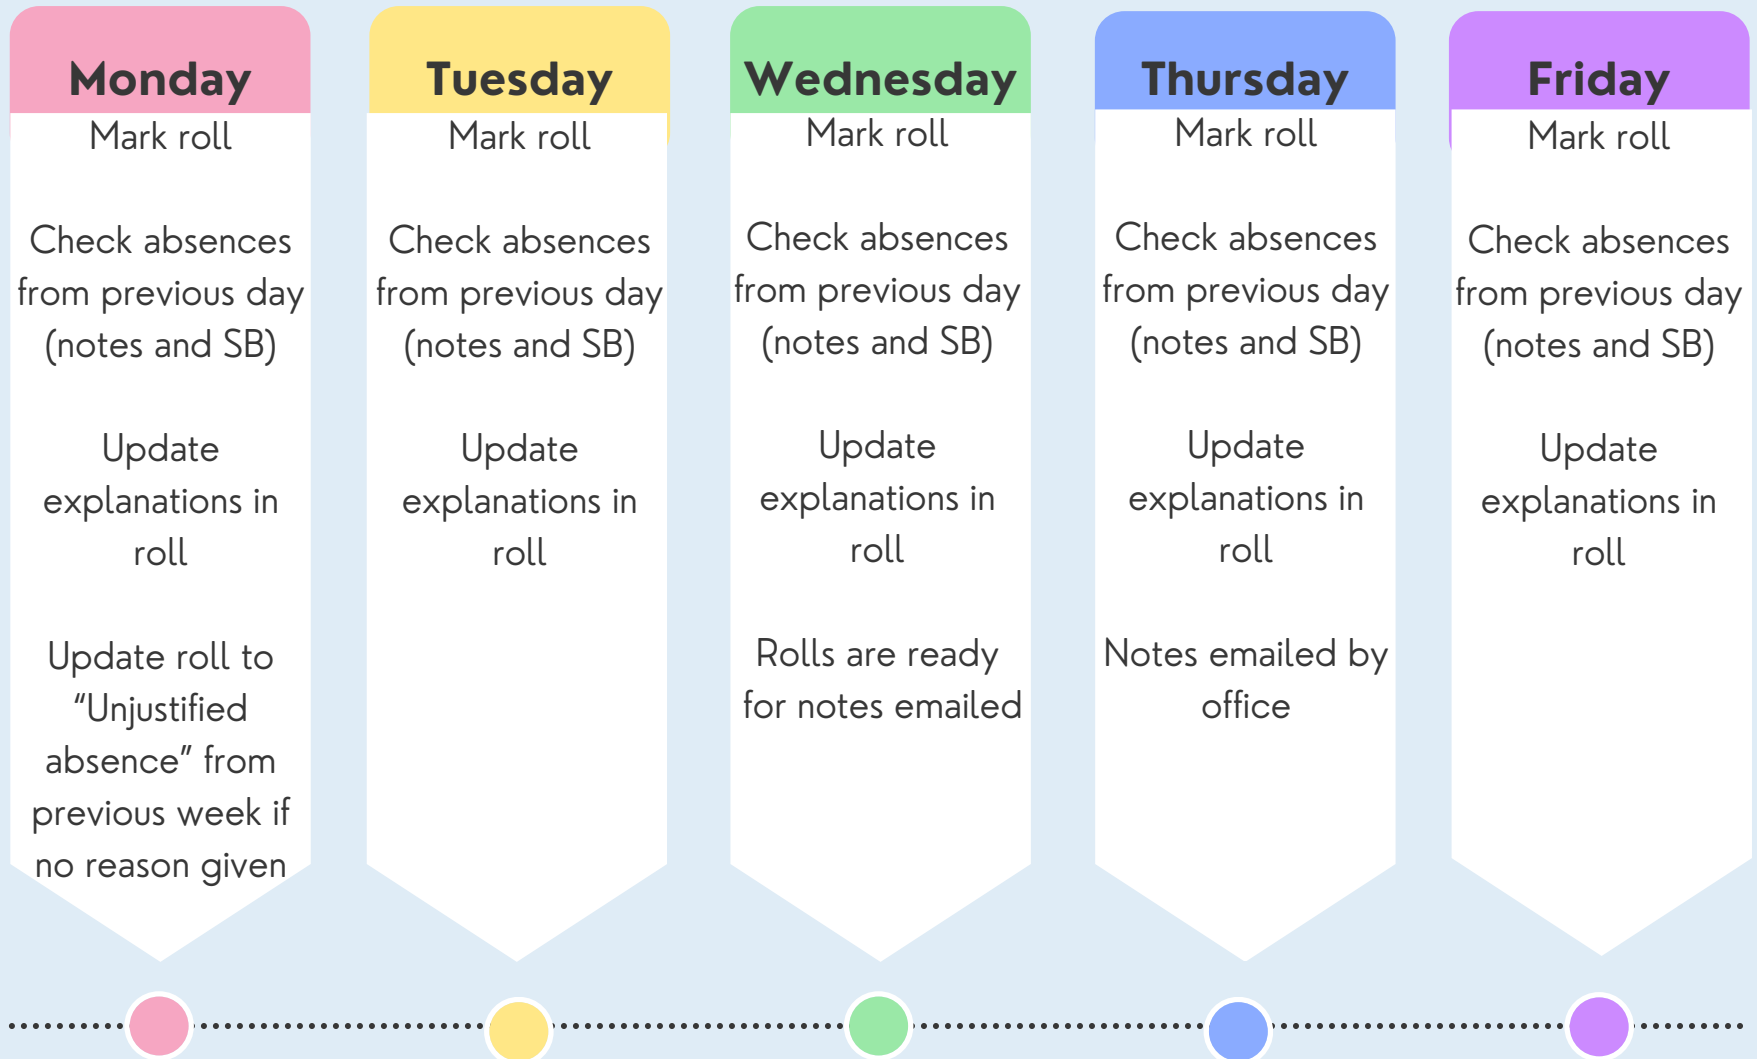 Monday
Mark roll
Check absences
from previous day
(notes and SB)
Update
explanations in
roll
Update roll to
“Unjustified
absence” from
previous week if
no reason given
Tuesday
Mark roll
Check absences
from previous day
(notes and SB)
Update
explanations in
roll
Wednesday
Mark roll
Check absences
from previous day
(notes and SB)
Update
explanations in
roll
Rolls are ready
for notes emailed
Thursday
Mark roll
Check absences
from previous day
(notes and SB)
Update
explanations in
roll
Notes emailed by
office
Friday
Mark roll
Check absences
from previous day
(notes and SB)
Update
explanations in
roll